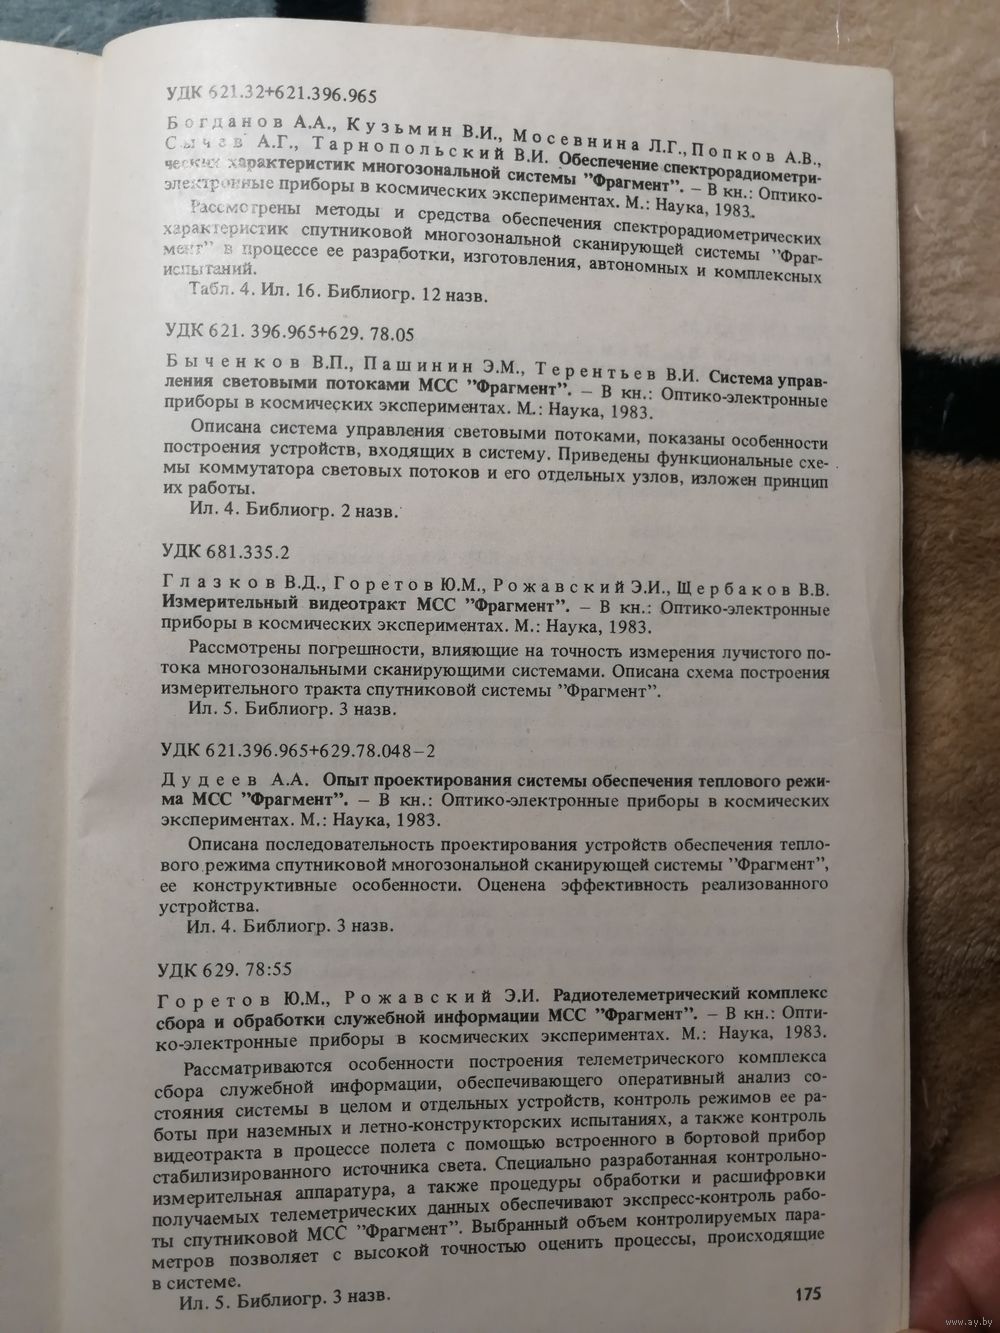 УДК 621.32+621.396.965
Богданов А.А., Кузьмин В.И., Мосевнина Л.Г., Попков А.В.,
Сычев А.Г., Тарнопольский В.И. Обеспечение спектрорадиометри-
ческих характеристик многозональной системы "Фрагмент". – В кн.: Оптико-
электронные приборы в космических экспериментах. М.: Наука, 1983.
Рассмотрены методы и средства обеспечения спектрорадиометрических
характеристик спутниковой многозональной сканирующей системы "Фраг-
мент" в процессе ее разработки, изготовления, автономных и комплексных
испытаний.
Табл. 4. Ил. 16. Библиогр. 12 назв.
УДК 621. 396.965+629. 78.05
Быченков В.П., Пашинин Э.М., Терентьев В.И. Система управ-
ления световыми потоками МСС "Фрагмент". – В кн.: Оптико-электронные
приборы в космических экспериментах. М.: Наука, 1983.
Описана система управления световыми потоками, показаны особенности
построения устройств, входящих в систему. Приведены функциональные схе-
мы коммутатора световых потоков и его отдельных узлов, изложен принцип
их работы.
Ил. 4. Библиогр. 2 назв.
УДК 681.335.2
Глазков В.Д., Горетов Ю.М., Рожавский Э.И., Щербаков В.В.
Измерительный видеотракт МСС "Фрагмент". – В кн.: Оптико-электронные
приборы в космических экспериментах. М.: Наука, 1983.
Рассмотрены погрешности, влияющие на точность измерения лучистого по-
тока многозональными сканирующими системами. Описана схема построения
измерительного тракта спутниковой системы "Фрагмент".
Ил. 5. Библиогр. 3 назв.
УДК 621.396.965+629.78.048–2
Дудеев А.А. Опыт проектирования системы обеспечения теплового режи-
ма МСС "Фрагмент". – В кн.: Оптико-электронные приборы в космических
экспериментах. М.: Наука, 1983.
Описана последовательность проектирования устройств обеспечения тепло-
вого режима спутниковой многозональной сканирующей системы "Фрагмент",
ее конструктивные особенности. Оценена эффективность реализованного
устройства.
Ил. 4. Библиогр. 3 назв.
УДК 629. 78:55
Горетов Ю.М., Рожавский Э.И. Радиотелеметрический комплекс
сбора и обработки служебной информации МСС "Фрагмент". – В кн.: Опти-
ко-электронные приборы в космических экспериментах. М.: Наука, 1983.
Рассматриваются особенности построения телеметрического комплекса
сбора служебной информации, обеспечивающего оперативный анализ со-
стояния системы в целом и отдельных устройств, контроль режимов ее ра-
боты при наземных и летно-конструкторских испытаниях, а также контроль
видеотракта в процессе полета с помощью встроенного в бортовой прибор
стабилизированного источника света. Специально разработанная контрольно-
измерительная аппаратура, а также процедуры обработки и расшифровки
получаемых телеметрических данных обеспечивают экспресс-контроль рабо-
ты спутниковой МСС "Фрагмент". Выбранный объем контролируемых пара-
метров позволяет с высокой точностью оценить процессы, происходящие
в системе.
Ил. 5. Библиогр. 3 назв.
175
www.ay.by